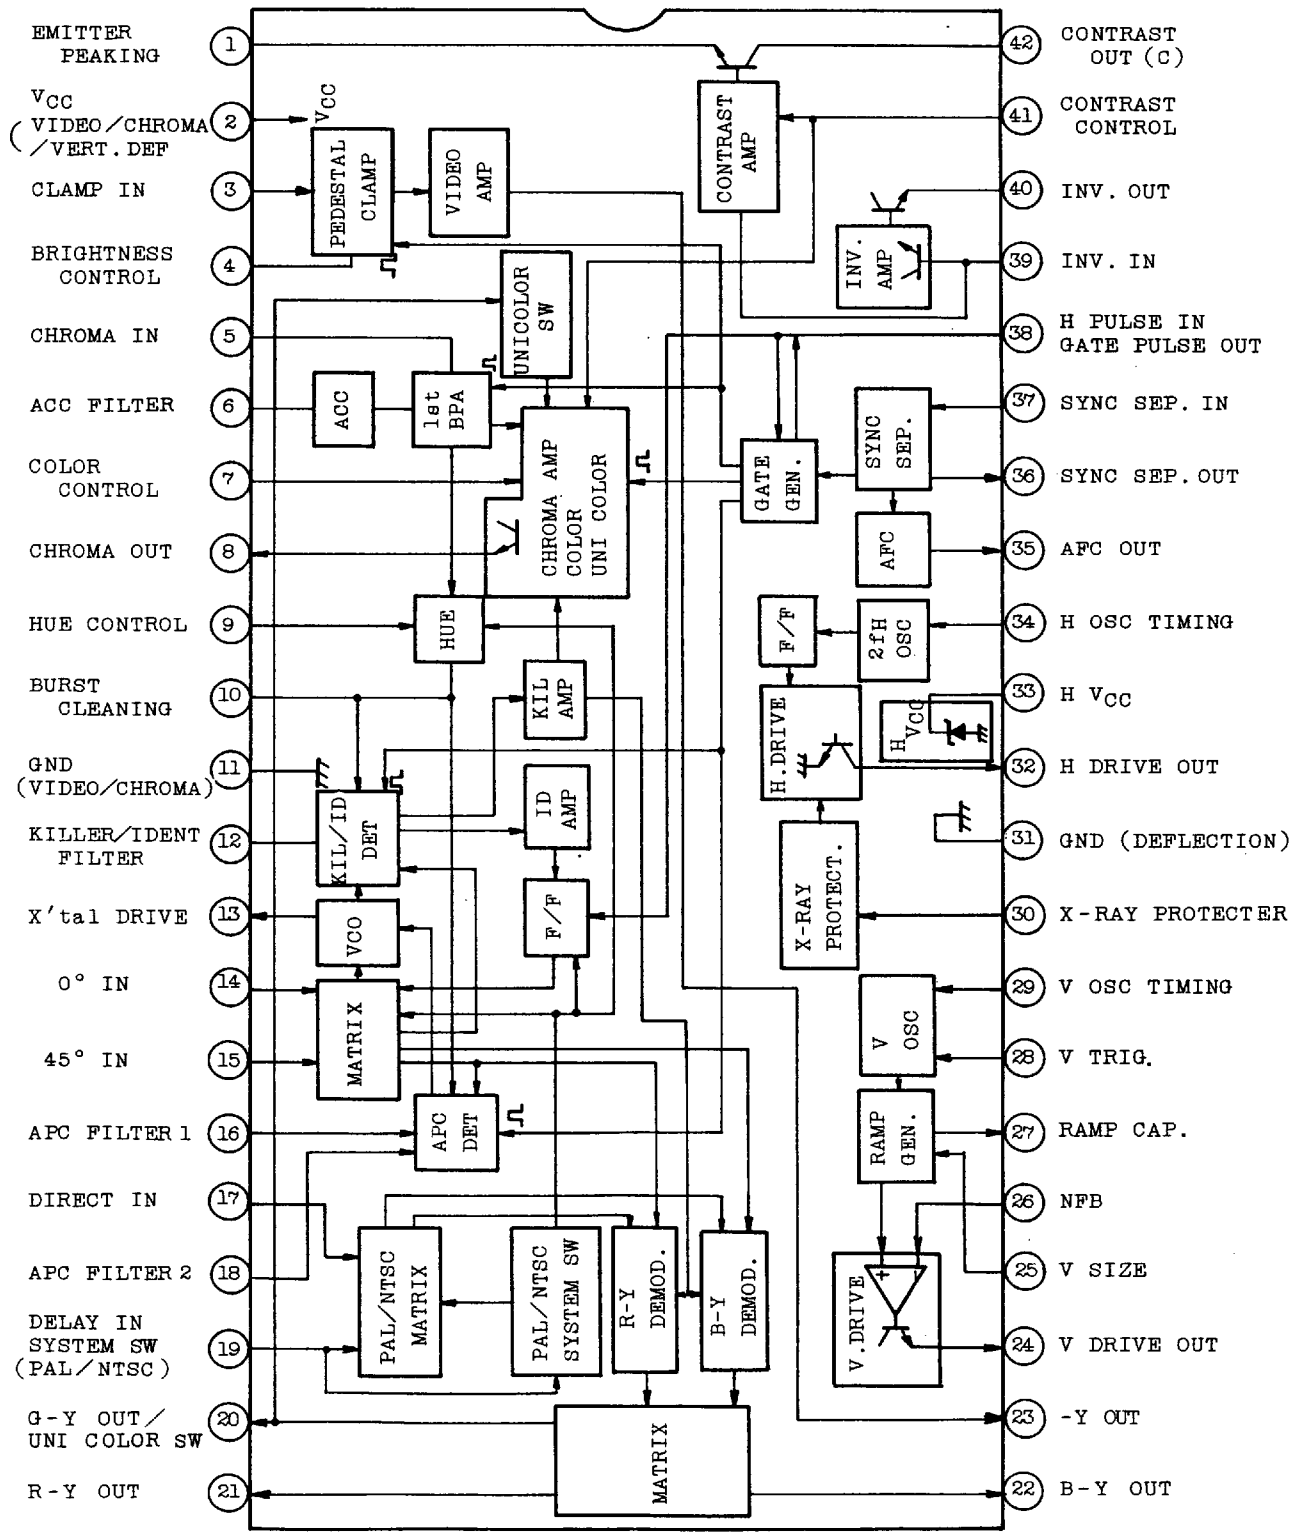 EMITTER
PEAKING
1
VCC
VIDEO/CHROMA
/VERT.DEF
2
CLAMP IN
3
BRIGHTNESS
CONTROL
4
CHROMA IN
5
ACC FILTER
6
COLOR
CONTROL
7
CHROMA OUT
8
HUE CONTROL
9
BURST
CLEANING
10
GND
(VIDEO/CHROMA)
11
KILLER/IDENT
FILTER
12
X'tal DRIVE
13
0° IN
14
45° IN
15
APC FILTER 1
16
DIRECT IN
17
APC FILTER 2
18
DELAY IN
SYSTEM SW
(PAL/NTSC)
19
G-Y OUT/
UNI COLOR SW
20
R-Y OUT
21
VCC
PEDESTAL
CLAMP
VIDEO
AMP
UNICOLOR
SW
ACC
1st
BPA
CHROMA AMP
COLOR
UNI COLOR
HUE
KIL
AMP
KIL/ID
DET
ID
AMP
VCO
F/F
MATRIX
APC
DET
PAL/NTSC
MATRIX
PAL/NTSC
SYSTEM SW
R-Y
DEMOD.
B-Y
DEMOD.
MATRIX
CONTRAST
AMP
INV.
AMP
GATE
GEN.
SYNC
SEP.
AFC
F/F
2fH
OSC
H.DRIVE
H VCC
X-RAY
PROTECT.
V
OSC
RAMP
GEN.
+
-
V.DRIVE
42
CONTRAST
OUT (C)
41
CONTRAST
CONTROL
40
INV. OUT
39
INV. IN
38
H PULSE IN
GATE PULSE OUT
37
SYNC SEP. IN
36
SYNC SEP. OUT
35
AFC OUT
34
H OSC TIMING
33
H VCC
32
H DRIVE OUT
31
GND (DEFLECTION)
30
X-RAY PROTECTER
29
V OSC TIMING
28
V TRIG.
27
RAMP CAP.
26
NFB
25
V SIZE
24
V DRIVE OUT
23
-Y OUT
22
B-Y OUT